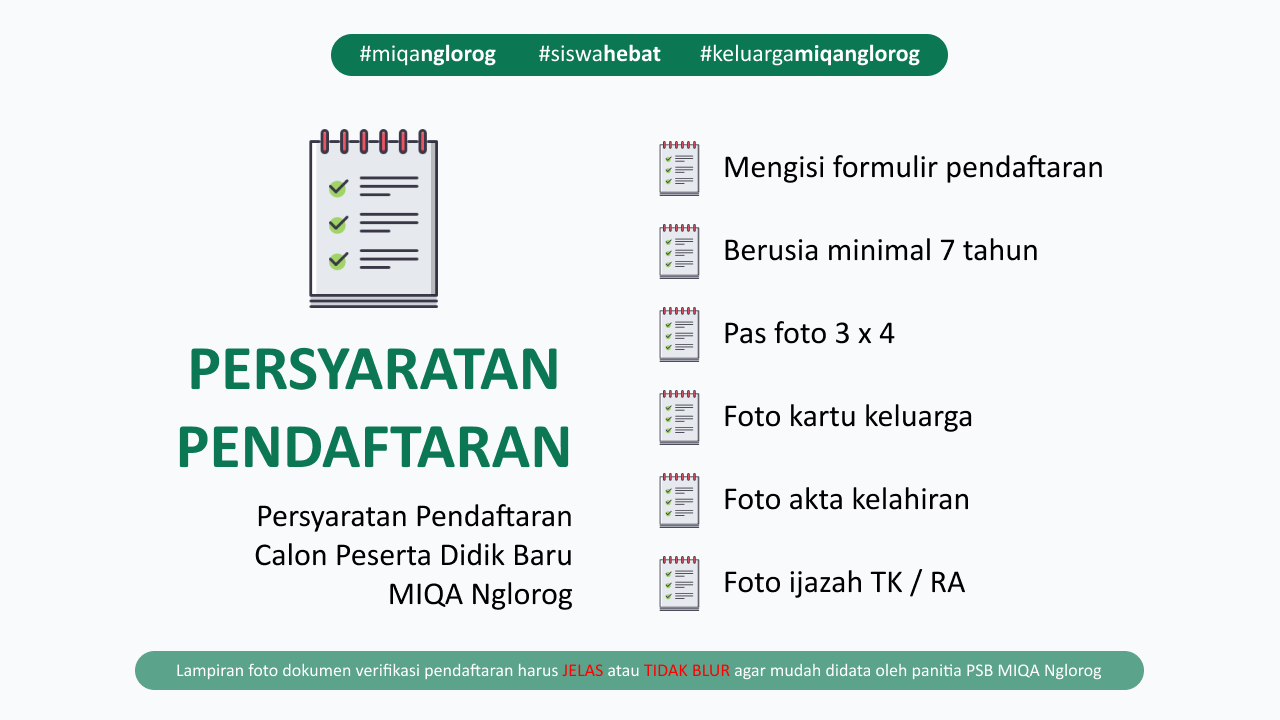 #miqanglorog #siswahebat #keluargamiqanglorog
PERSYARATAN
PENDAFTARAN
Persyaratan Pendaftaran
Calon Peserta Didik Baru
MIQA Nglorog
Mengisi formulir pendaftaran
Berusia minimal 7 tahun
Pas foto 3 x 4
Foto kartu keluarga
Foto akta kelahiran
Foto ijazah TK / RA
Lampiran foto dokumen verifikasi pendaftaran harus JELAS atau TIDAK BLUR agar mudah didata oleh panitia PSB MIQA Nglorog